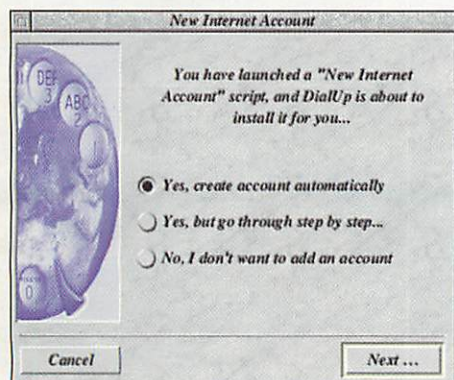 New Internet Account
You have launched a "New Internet
Account" script, and DialUp is about to
install it for you...
DEF
3
ABC
2
1
Yes, create account automatically
Yes, but go through step by step...
No, I don't want to add an account
0
Cancel
Next ...